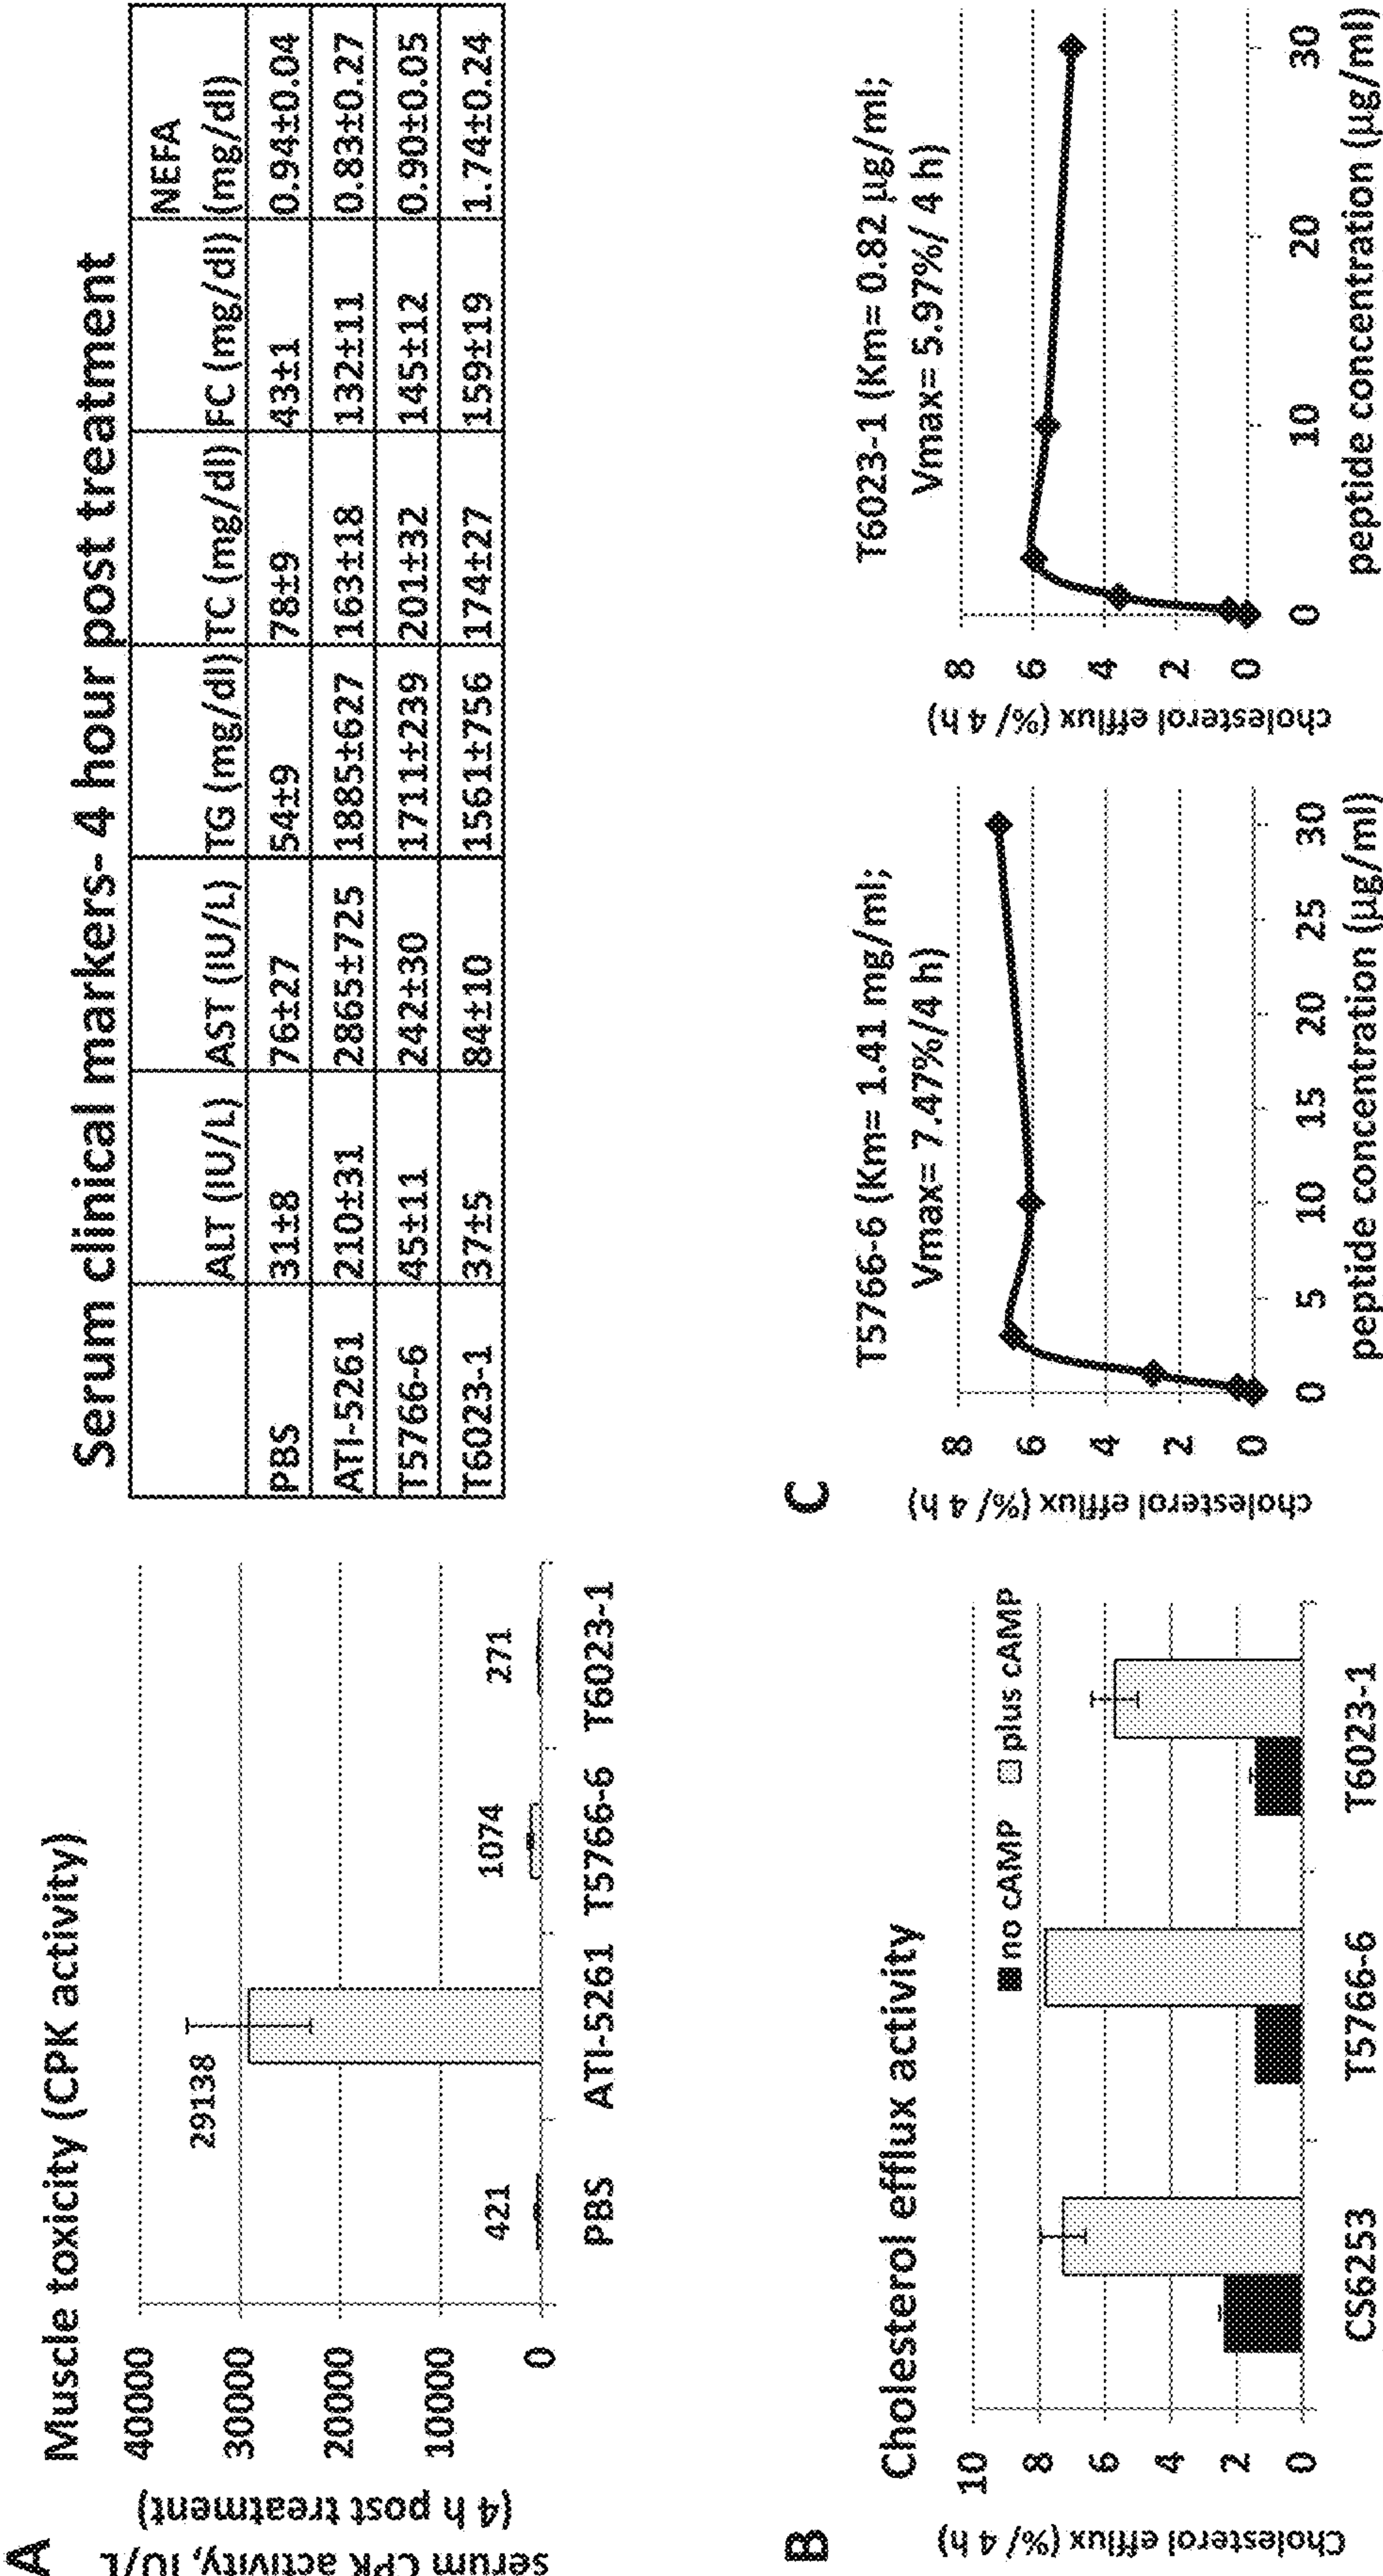 A
Muscle toxicity (CPK activity)
serum CPK activity, IU/L
(4 h post treatment)
40000
30000
20000
10000
0
421
29138
1074
271
PBS ATI-5261 T5766-6 T6023-1
Serum clinical markers- 4 hour post treatment
ALT (IU/L) AST (IU/L) TG (mg/dl) TC (mg/dl) FC (mg/dl) NEFA (mg/dl)
PBS 31±8 76±27 54±9 78±9 43±1 0.94±0.04
ATI-5261 210±31 2865±725 1885±627 163±18 132±11 0.83±0.27
T5766-6 45±11 242±30 1711±239 201±32 145±12 0.90±0.05
T6023-1 37±5 84±10 1561±756 174±27 159±19 1.74±0.24
B
Cholesterol efflux activity
Cholesterol efflux (%/ 4 h)
10
8
6
4
2
0
no cAMP plus cAMP
CS6253 T5766-6 T6023-1
C
T5766-6 (Km= 1.41 mg/ml;
Vmax= 7.47%/4 h)
cholesterol efflux (%/ 4 h)
8
6
4
2
0
0 5 10 15 20 25 30
peptide concentration (µg/ml)
T6023-1 (Km= 0.82 µg/ml;
Vmax= 5.97%/ 4 h)
cholesterol efflux (%/ 4 h)
8
6
4
2
0
0 10 20 30
peptide concentration (µg/ml)